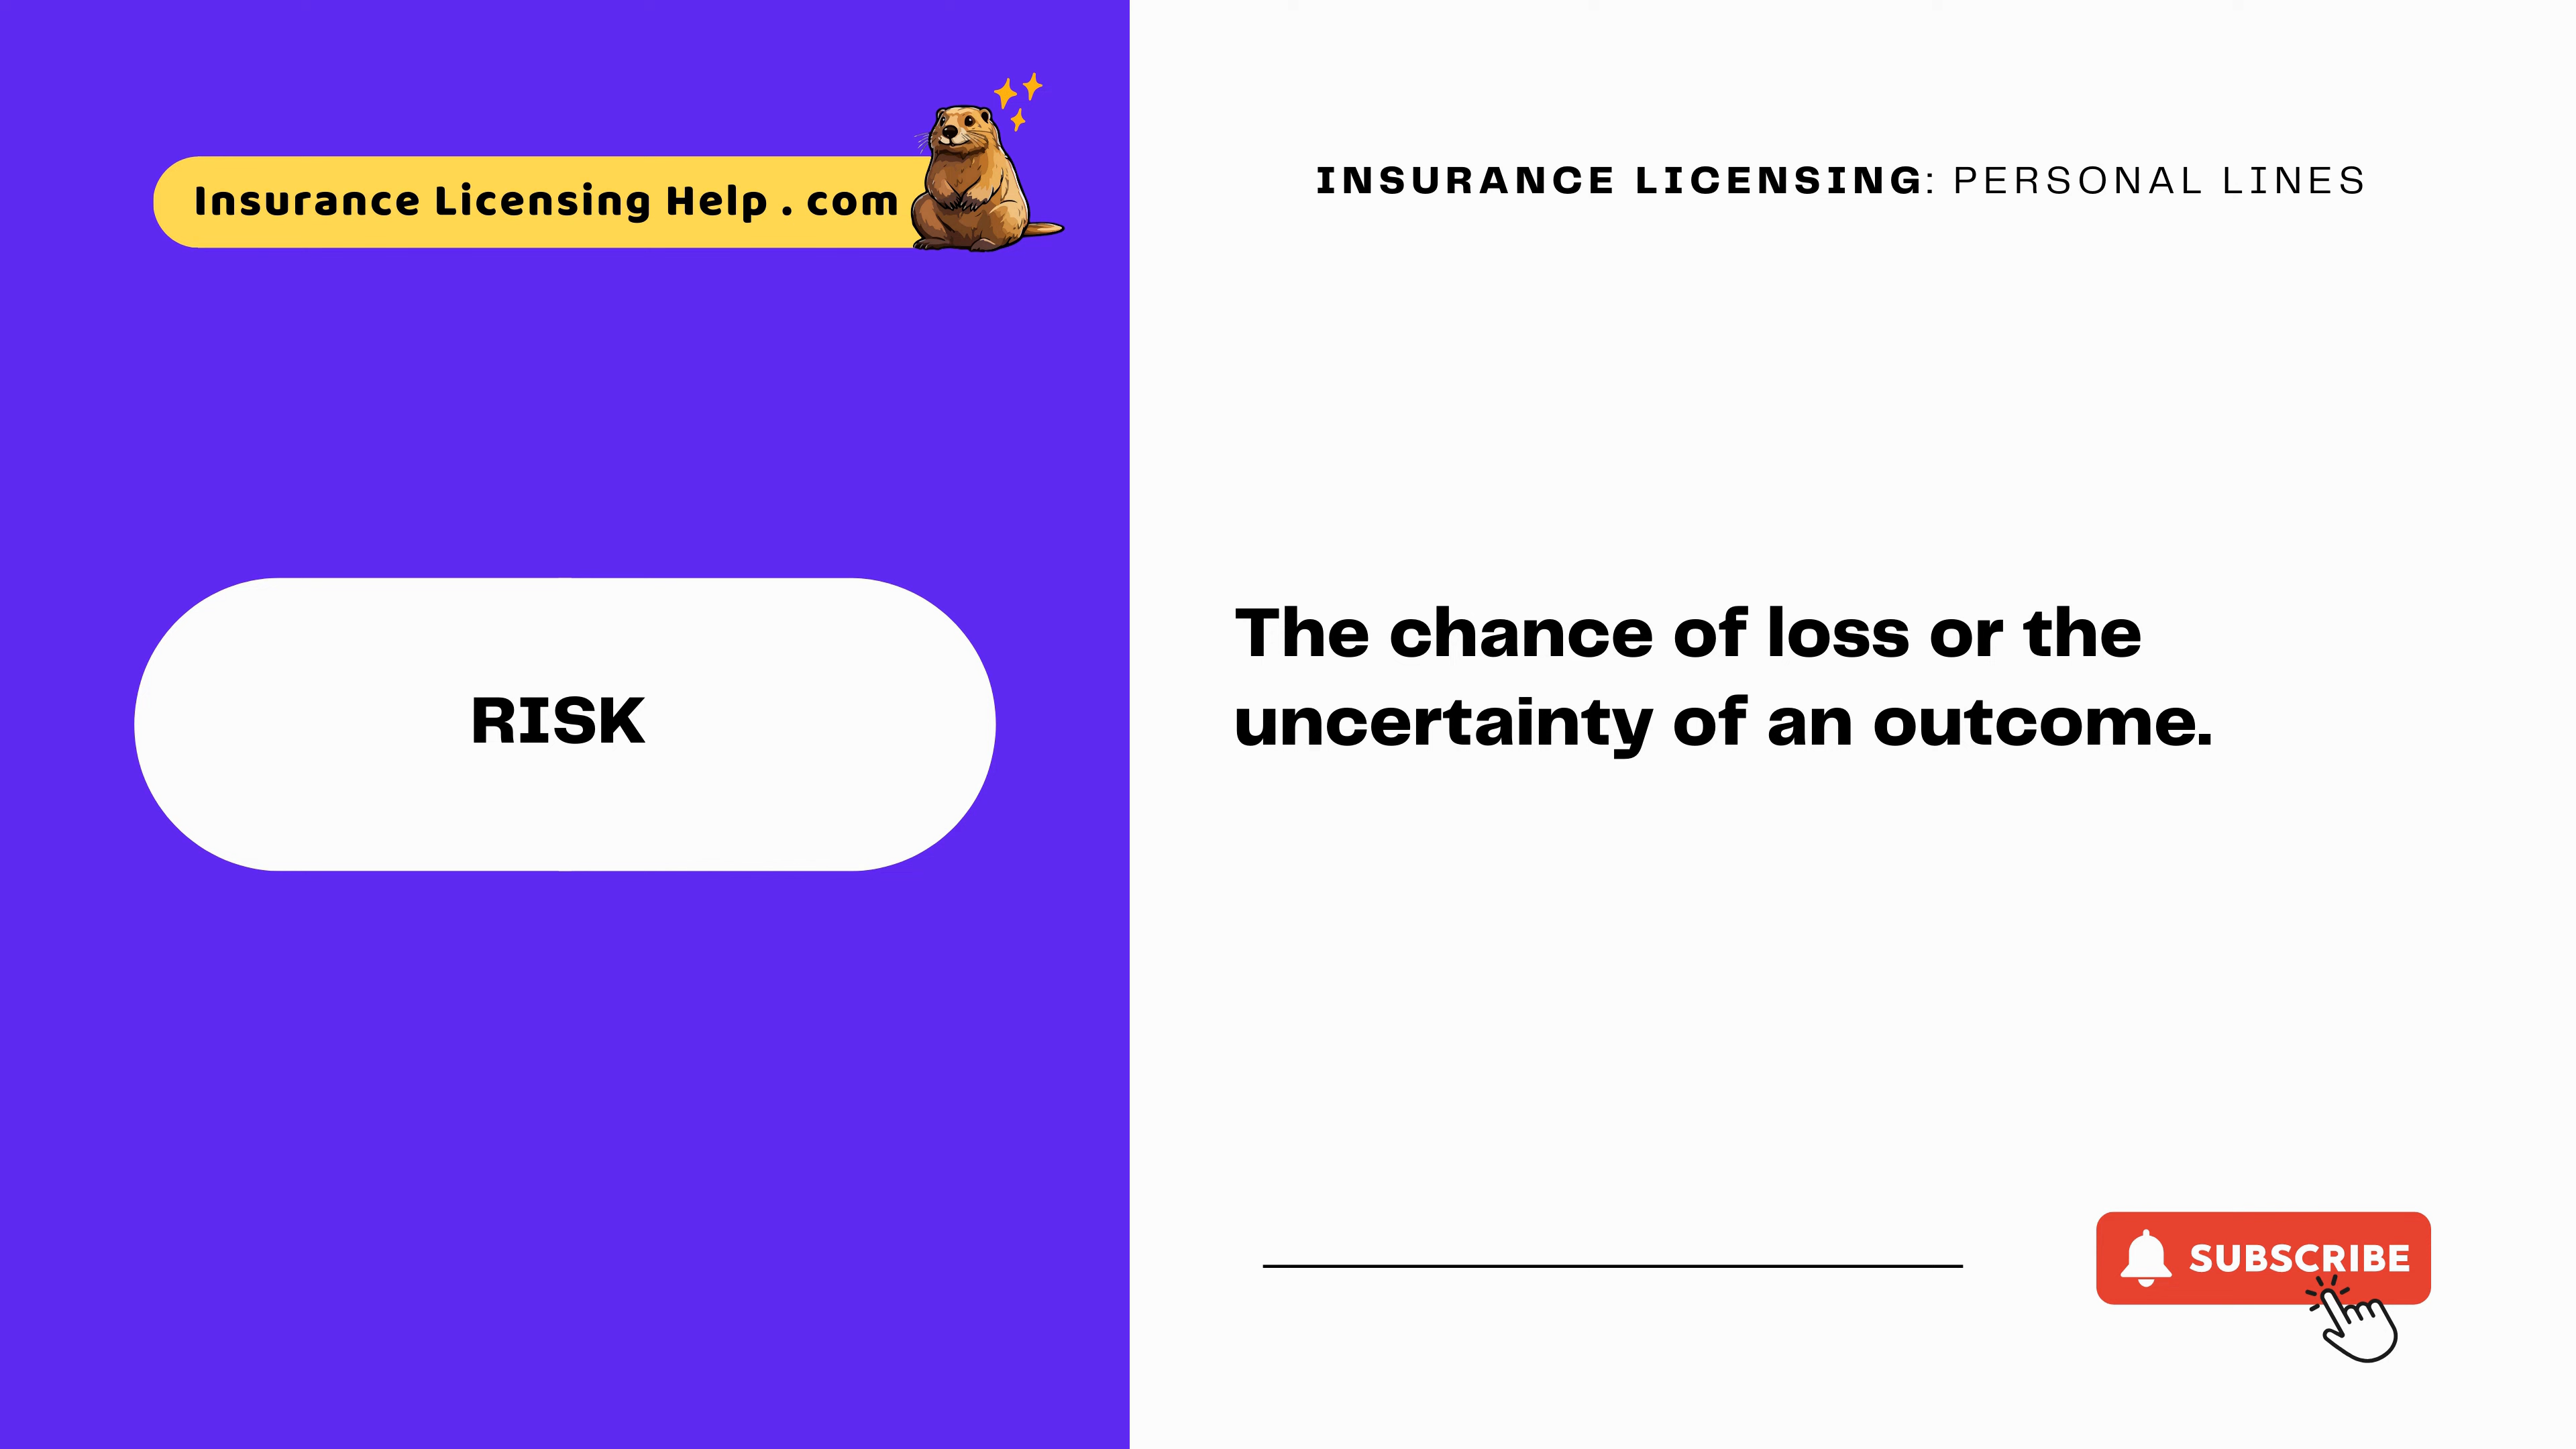 Insurance Licensing Help . com
INSURANCE LICENSING: PERSONAL LINES
RISK
The chance of loss or the
uncertainty of an outcome.
SUBSCRIBE